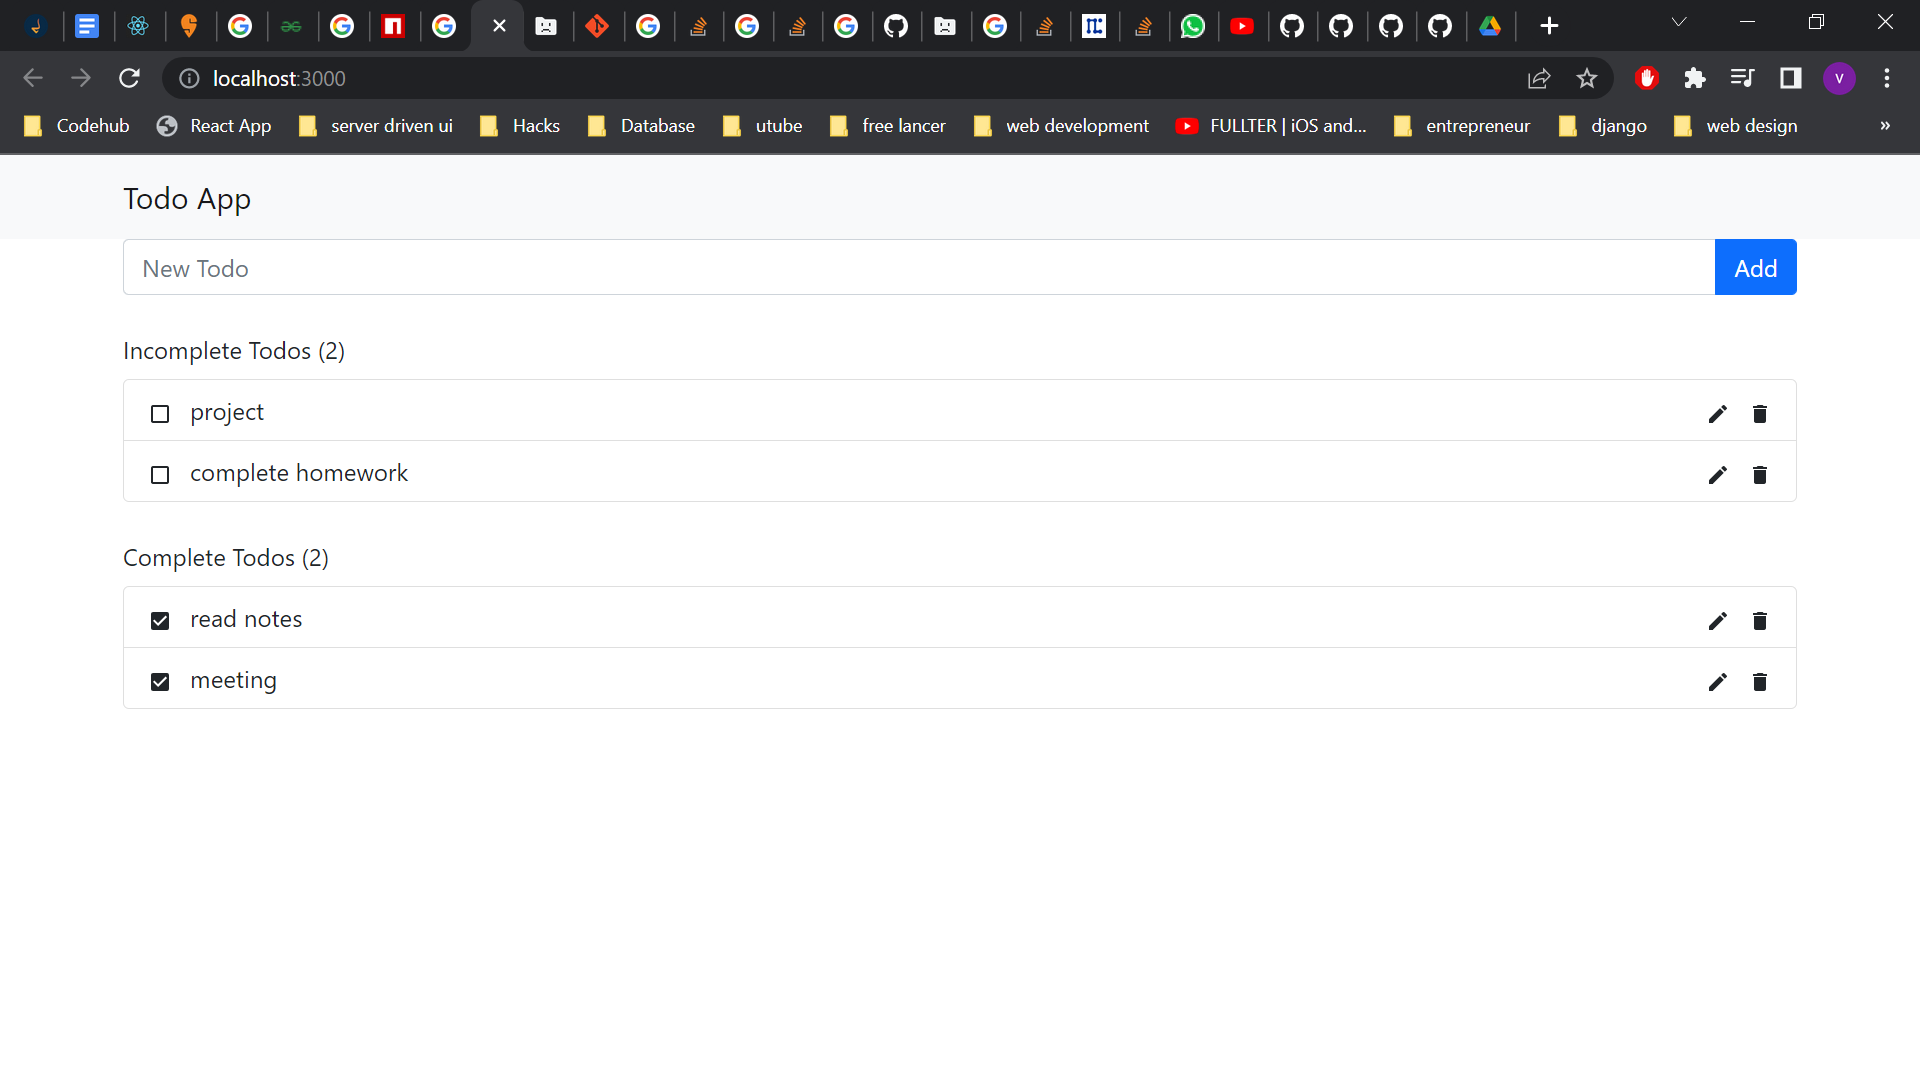 localhost:3000
V
Codehub React App server driven ui Hacks Database utube free lancer web development FULLTER | iOS and... entrepreneur django web design »
Todo App
New Todo Add
Incomplete Todos (2)
project
complete homework
Complete Todos (2)
read notes
meeting